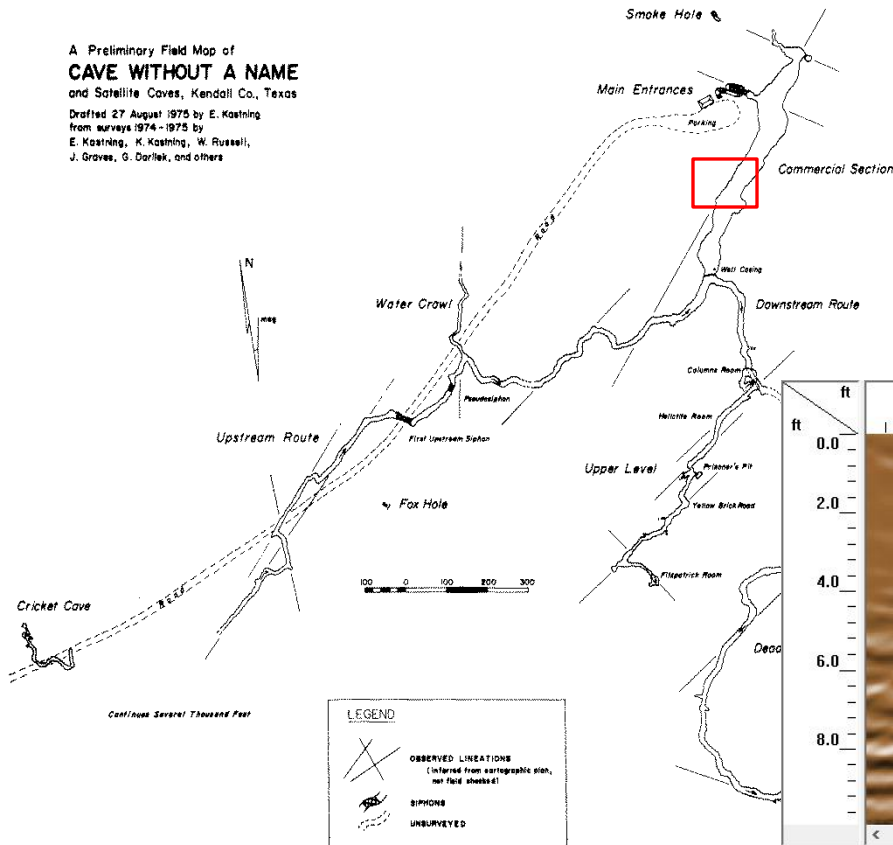 A Preliminary Field Map of
CAVE WITHOUT A NAME
and Satellite Caves, Kendall Co., Texas
Drafted 27 August 1975 by E. Kastning
from surveys 1974-1975 by
E. Kastning, K. Kastning, W. Russell,
J. Graves, G. Darilek, and others
Smoke Hole
Main Entrances
Parking
Commercial Section
Road
N
mag
Well Casing
Water Crawl
Downstream Route
Columns Room
Pseudosiphon
Helictite Room
First Upstream Siphon
Upstream Route
Upper Level
Prisoner's Pit
Fox Hole
Yellow Brick Road
Fitzpatrick Room
100 0 100 200 300
Road
Cricket Cave
Dead
Continues Several Thousand Feet
LEGEND
OBSERVED LINEATIONS
(inferred from cartographic plan,
not field checked)
SIPHONS
UNSURVEYED
ft
ft
0.0
2.0
4.0
6.0
8.0
<